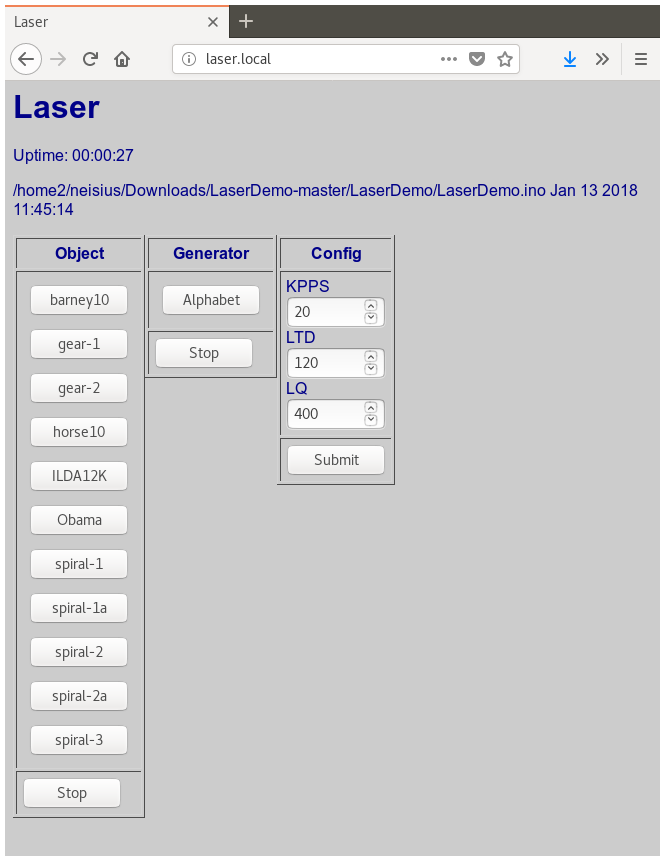 Laser
laser.local
Laser
Uptime: 00:00:27
/home2/neisius/Downloads/LaserDemo-master/LaserDemo/LaserDemo.ino Jan 13 2018
11:45:14
Object
barney10
gear-1
gear-2
horse10
ILDA12K
Obama
spiral-1
spiral-1a
spiral-2
spiral-2a
spiral-3
Stop
Generator
Alphabet
Stop
Config
KPPS
20
LTD
120
LQ
400
Submit